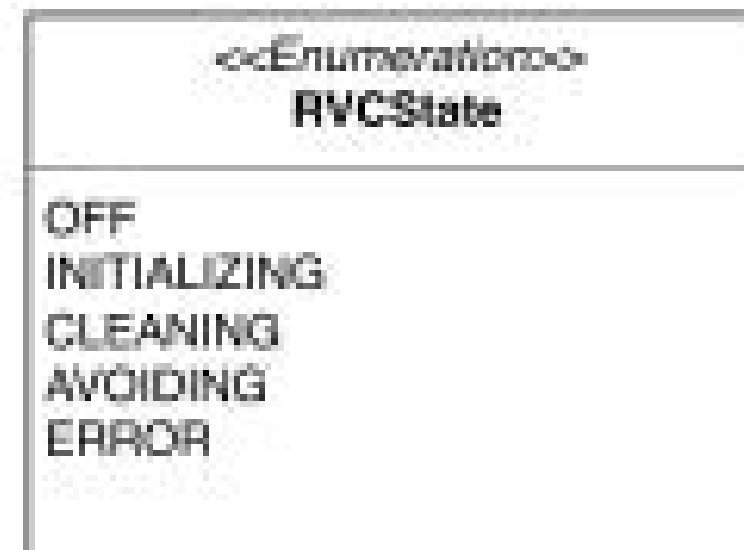 <<Enumeration>>
RVCState
OFF
INITIALIZING
CLEANING
AVOIDING
ERROR